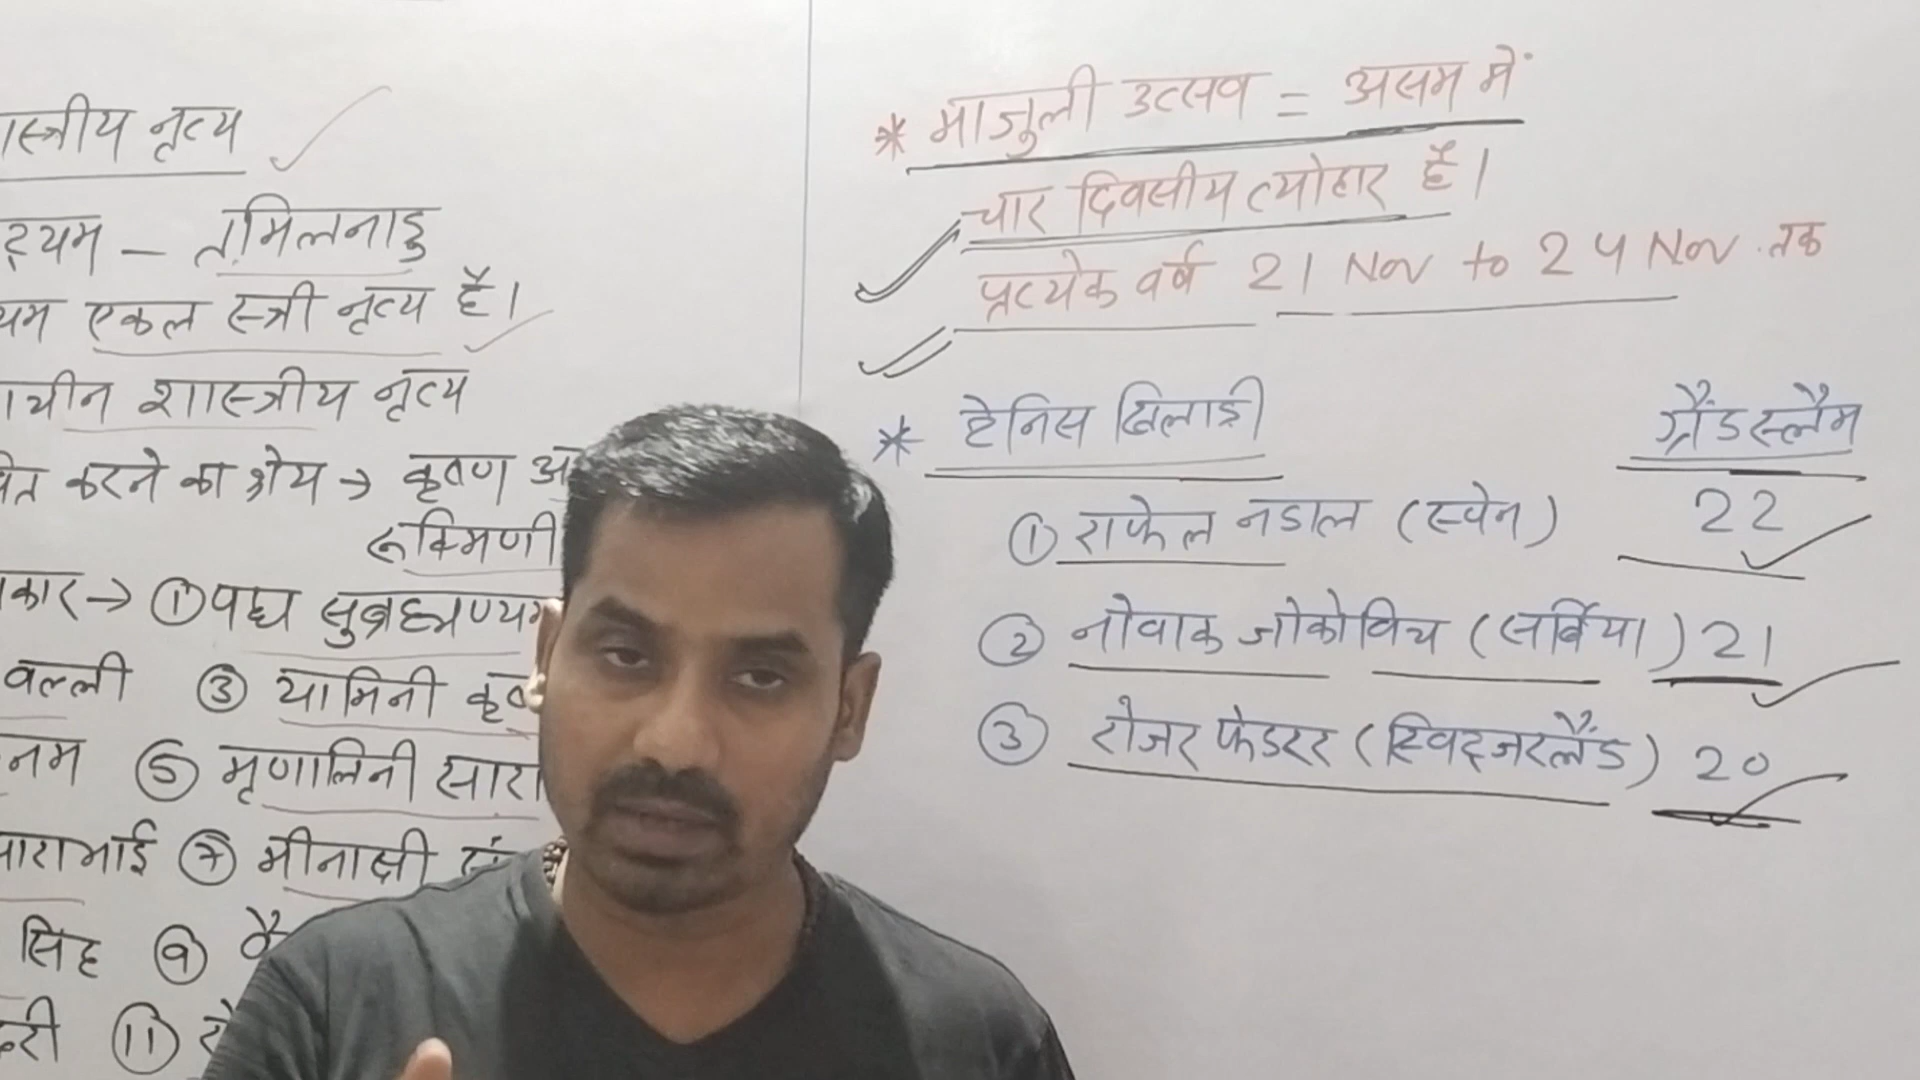 शास्त्रीय नृत्य
ट्यम – तमिलनाडु
यम एकल स्त्री नृत्य है।
शास्त्रीय नृत्य
करने का श्रेय → कृष्ण
रूक्मिणी
कार → ① पद्म सुब्रह्मण्यम
वल्ली ③ यामिनी
नम ⑤ मृणालिनी सारा
साराभाई ⑦ मीनाक्षी
सिंह ⑨
⑪
* माजुली उत्सव = असम में
चार दिवसीय त्योहार है।
प्रत्येक वर्ष 21 Nov to 24 Nov. तक
* टेनिस खिलाड़ी ग्रैंडस्लैम
① राफेल नडाल (स्पेन) 22
② नोवाक जोकोविच (सर्बिया) 21
③ रोजर फेडरर (स्विट्जरलैंड) 20